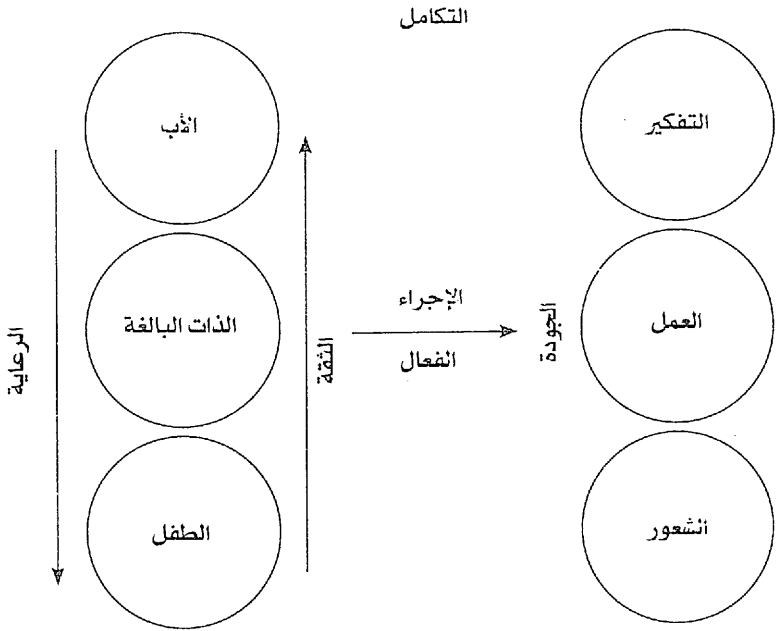 التكامل
الأب
التفكير
الذات البالغة
العمل
الطفل
الشعور
الرعاية
الثقة
الإجراء
الفعال
الجودة